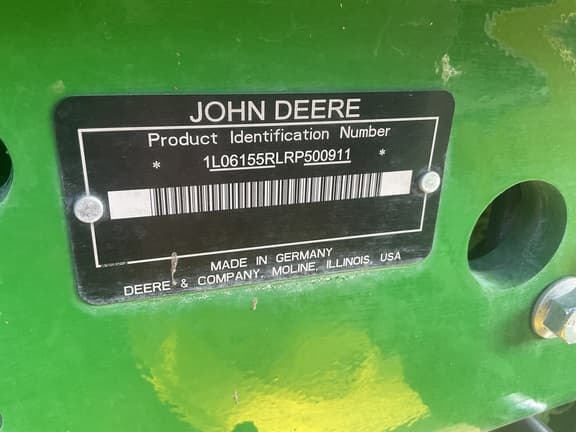 JOHN DEERE
Product Identification Number
* 1L06155RLRP500911 *
MADE IN GERMANY
DEERE & COMPANY, MOLINE, ILLINOIS, USA